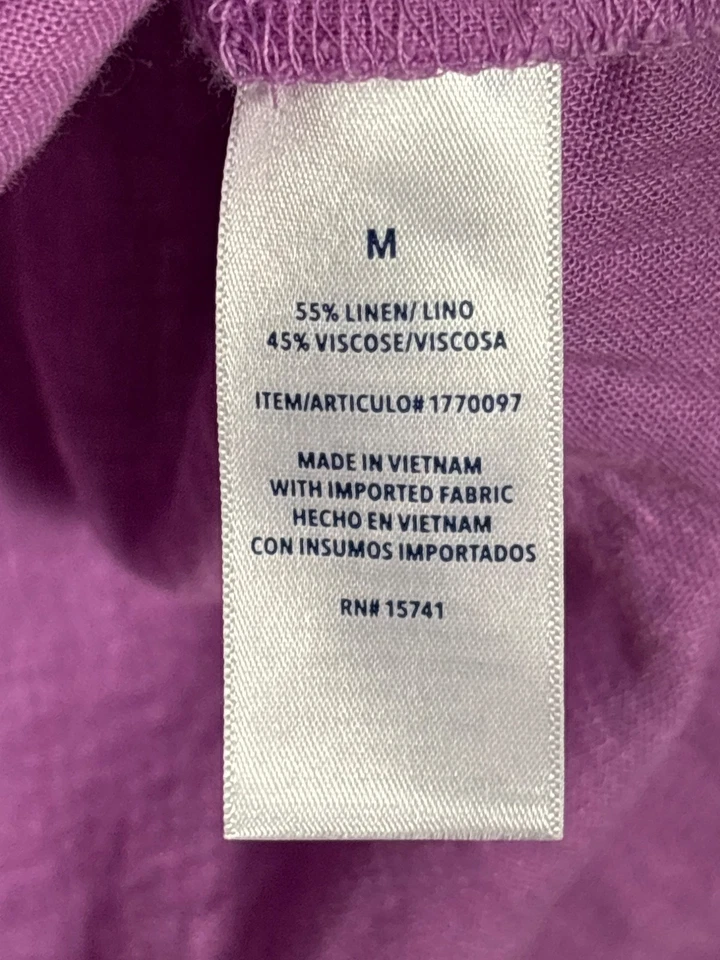 M
55% LINEN/ LINO
45% VISCOSE/VISCOSA
ITEM/ARTICULO# 1770097
MADE IN VIETNAM
WITH IMPORTED FABRIC
HECHO EN VIETNAM
CON INSUMOS IMPORTADOS
RN# 15741